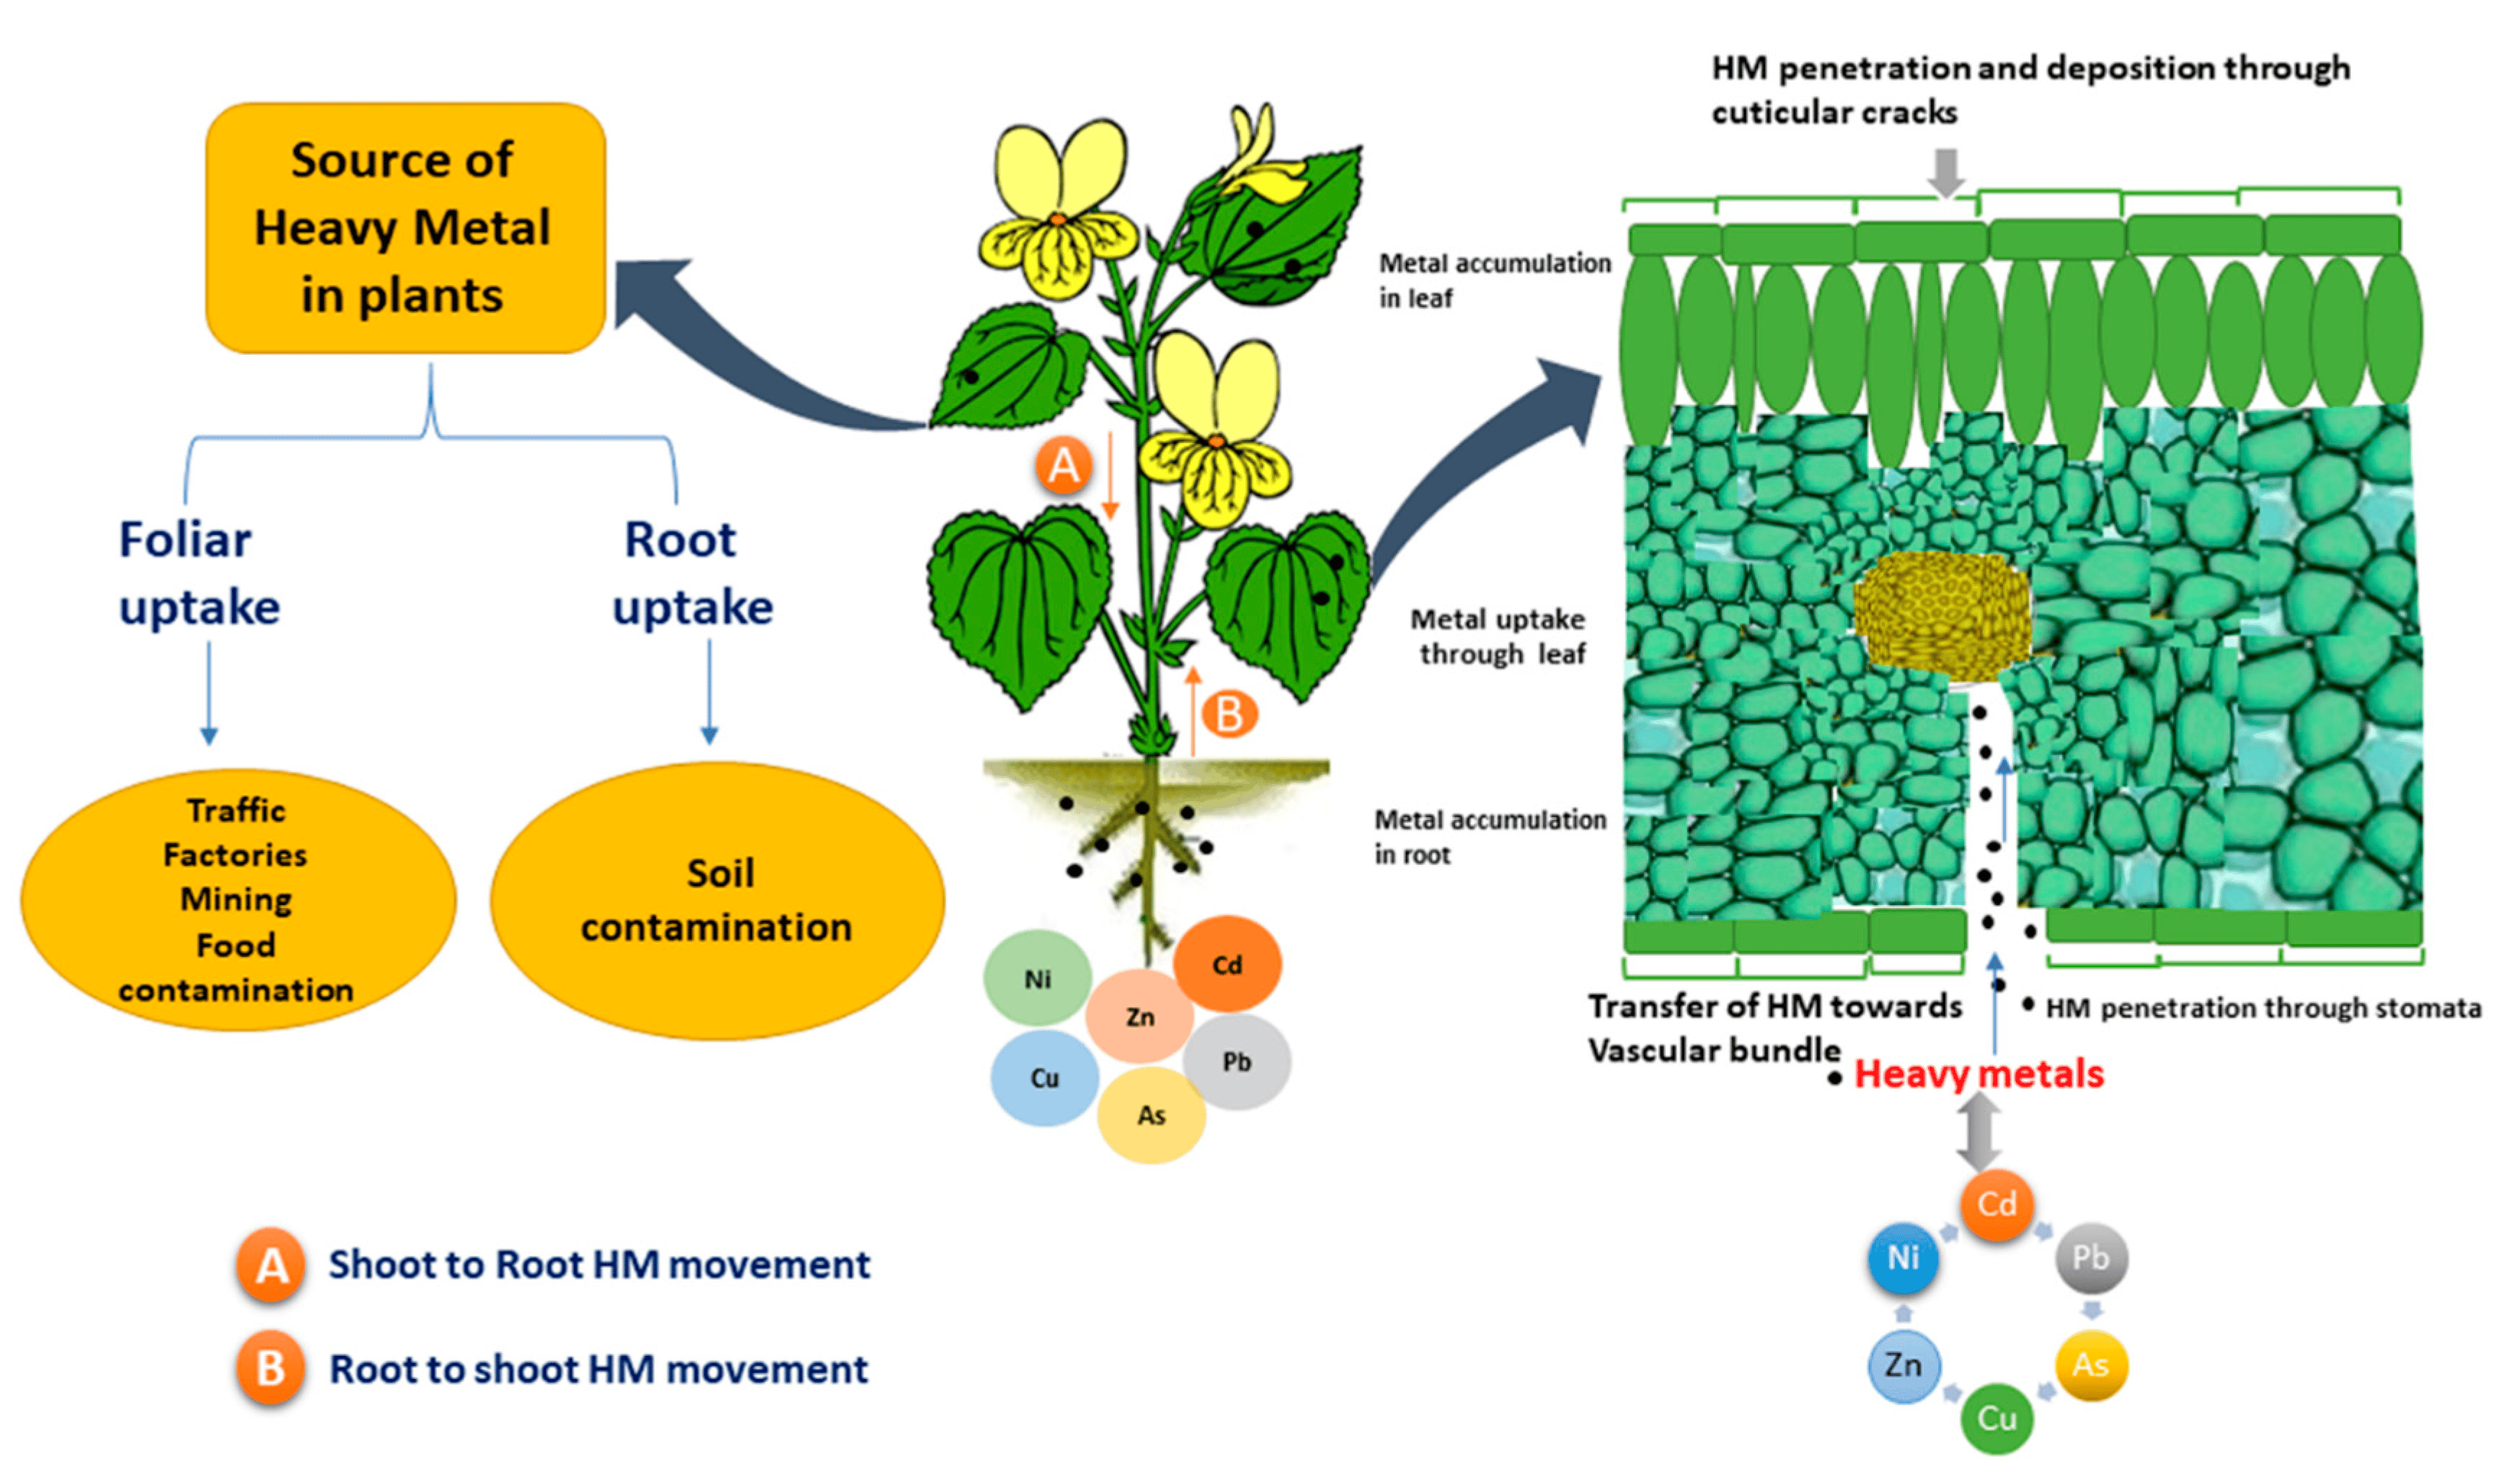 Source of
Heavy Metal
in plants
Foliar
uptake
Root
uptake
Traffic
Factories
Mining
Food
contamination
Soil
contamination
A
B
Ni
Cd
Zn
Cu
Pb
As
A Shoot to Root HM movement
B Root to shoot HM movement
Metal accumulation
in leaf
Metal uptake
through leaf
Metal accumulation
in root
HM penetration and deposition through
cuticular cracks
Transfer of HM towards
Vascular bundle
• HM penetration through stomata
• Heavy metals
Cd
Ni
Pb
Zn
As
Cu